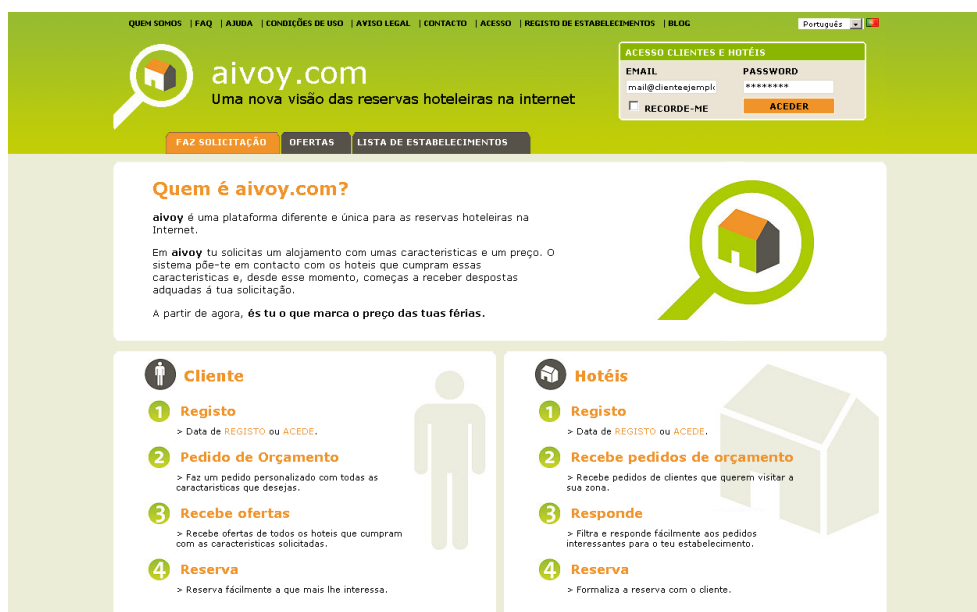 QUEM SOMOS | FAQ | AJUDA | CONDIÇÕES DE USO | AVISO LEGAL | CONTACTO | ACESSO | REGISTO DE ESTABELECIMENTOS | BLOG
Português
aivoy.com
Uma nova visão das reservas hoteleiras na internet
ACESSO CLIENTES E HOTÉIS
EMAIL PASSWORD
mail@clienteejemplo ********
RECORDE-ME ACEDER
FAZ SOLICITAÇÃO OFERTAS LISTA DE ESTABELECIMENTOS
Quem é aivoy.com?
aivoy é uma plataforma diferente e única para as reservas hoteleiras na
Internet.
Em aivoy tu solicitas um alojamento com umas caracteristicas e um preço. O
sistema põe-te em contacto com os hoteis que cumpram essas
caracteristicas e, desde esse momento, começas a receber despostas
adquadas á tua solicitação.
A partir de agora, és tu o que marca o preço das tuas férias.
Cliente
1 Registo
> Data de REGISTO ou ACEDE.
2 Pedido de Orçamento
> Faz um pedido personalizado com todas as
caractaristicas que desejas.
3 Recebe ofertas
> Recebe ofertas de todos os hoteis que cumpram
com as caracteristicas solicitadas.
4 Reserva
> Reserva fácilmente a que mais lhe interessa.
Hotéis
1 Registo
> Data de REGISTO ou ACEDE.
2 Recebe pedidos de orçamento
> Recebe pedidos de clientes que querem visitar a
sua zona.
3 Responde
> Filtra e responde fácilmente aos pedidos
interessantes para o teu estabelecimento.
4 Reserva
> Formaliza a reserva com o cliente.